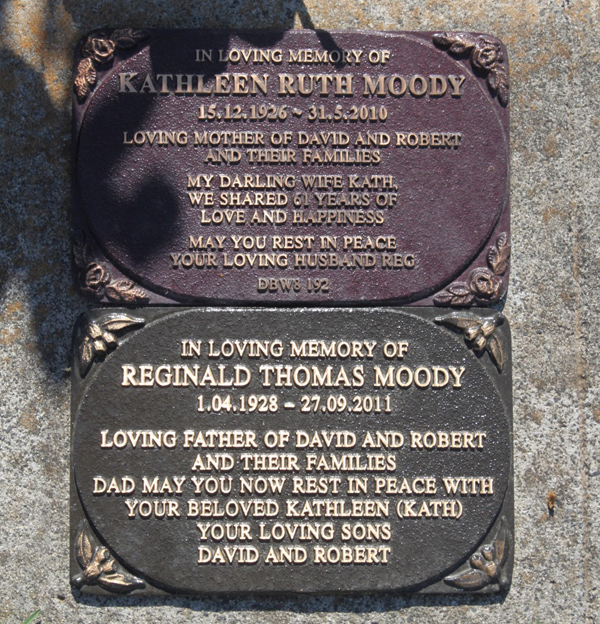 IN LOVING MEMORY OF
KATHLEEN RUTH MOODY
15.12.1926 ~ 31.5.2010
LOVING MOTHER OF DAVID AND ROBERT
AND THEIR FAMILIES
MY DARLING WIFE KATH,
WE SHARED 61 YEARS OF
LOVE AND HAPPINESS
MAY YOU REST IN PEACE
YOUR LOVING HUSBAND REG
DBW8 192
IN LOVING MEMORY OF
REGINALD THOMAS MOODY
1.04.1928 – 27.09.2011
LOVING FATHER OF DAVID AND ROBERT
AND THEIR FAMILIES
DAD MAY YOU NOW REST IN PEACE WITH
YOUR BELOVED KATHLEEN (KATH)
YOUR LOVING SONS
DAVID AND ROBERT